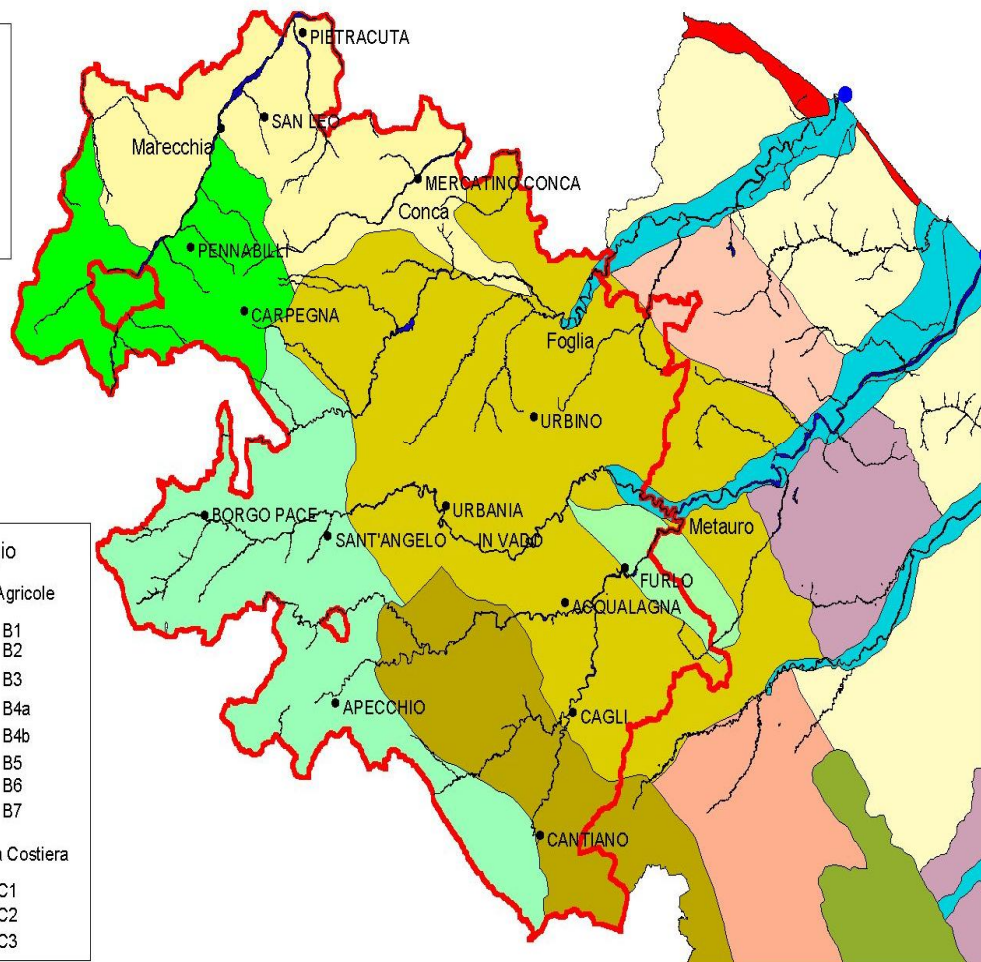 PIETRACUTA
SAN LEO
Marecchia
MERCATINO CONCA
Conca
PENNABILLI
CARPEGNA
Foglia
URBINO
BORGO PACE
URBANIA
SANT'ANGELO IN VADO
Metauro
FURLO
ACQUALAGNA
APECCHIO
CAGLI
CANTIANO
io
Agricole
B1
B2
B3
B4a
B4b
B5
B6
B7
a Costiera
C1
C2
C3